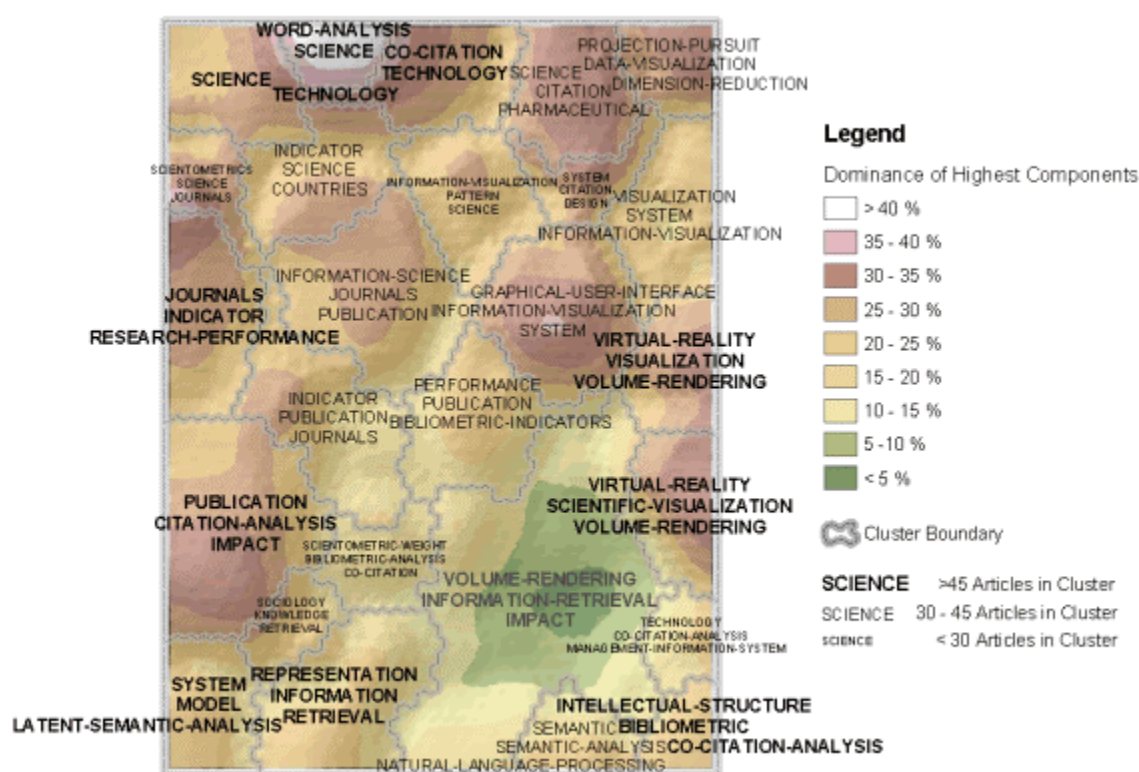 WORD-ANALYSIS
SCIENCE
TECHNOLOGY
SCIENCE
CO-CITATION
TECHNOLOGY
SCIENCE
CITATION
PHARMACEUTICAL
PROJECTION-PURSUIT
DATA-VISUALIZATION
DIMENSION-REDUCTION
SCIENTOMETRICS
SCIENCE
JOURNALS
INDICATOR
SCIENCE
COUNTRIES
INFORMATION-VISUALIZATION
PATTERN
SCIENCE
SYSTEM
CITATION
DESIGN
VISUALIZATION
SYSTEM
INFORMATION-VISUALIZATION
JOURNALS
INDICATOR
RESEARCH-PERFORMANCE
INFORMATION-SCIENCE
JOURNALS
PUBLICATION
GRAPHICAL-USER-INTERFACE
INFORMATION-VISUALIZATION
SYSTEM
VIRTUAL-REALITY
VISUALIZATION
VOLUME-RENDERING
INDICATOR
PUBLICATION
JOURNALS
PERFORMANCE
PUBLICATION
BIBLIOMETRIC-INDICATORS
PUBLICATION
CITATION-ANALYSIS
IMPACT
VIRTUAL-REALITY
SCIENTIFIC-VISUALIZATION
VOLUME-RENDERING
SCIENTOMETRIC-WEIGHT
BIBLIOMETRIC-ANALYSIS
CO-CITATION
VOLUME-RENDERING
INFORMATION-RETRIEVAL
IMPACT
SOCIOLOGY
KNOWLEDGE
RETRIEVAL
TECHNOLOGY
CO-CITATION-ANALYSIS
MANAGEMENT-INFORMATION-SYSTEM
SYSTEM
MODEL
LATENT-SEMANTIC-ANALYSIS
REPRESENTATION
INFORMATION
RETRIEVAL
SEMANTIC
SEMANTIC-ANALYSIS
NATURAL-LANGUAGE-PROCESSING
INTELLECTUAL-STRUCTURE
BIBLIOMETRIC
CO-CITATION-ANALYSIS
Legend
Dominance of Highest Components
> 40 %
35 - 40 %
30 - 35 %
25 - 30 %
20 - 25 %
15 - 20 %
10 - 15 %
5 -10 %
< 5 %
Cluster Boundary
SCIENCE >45 Articles in Cluster
SCIENCE 30 - 45 Articles in Cluster
SCIENCE < 30 Articles in Cluster